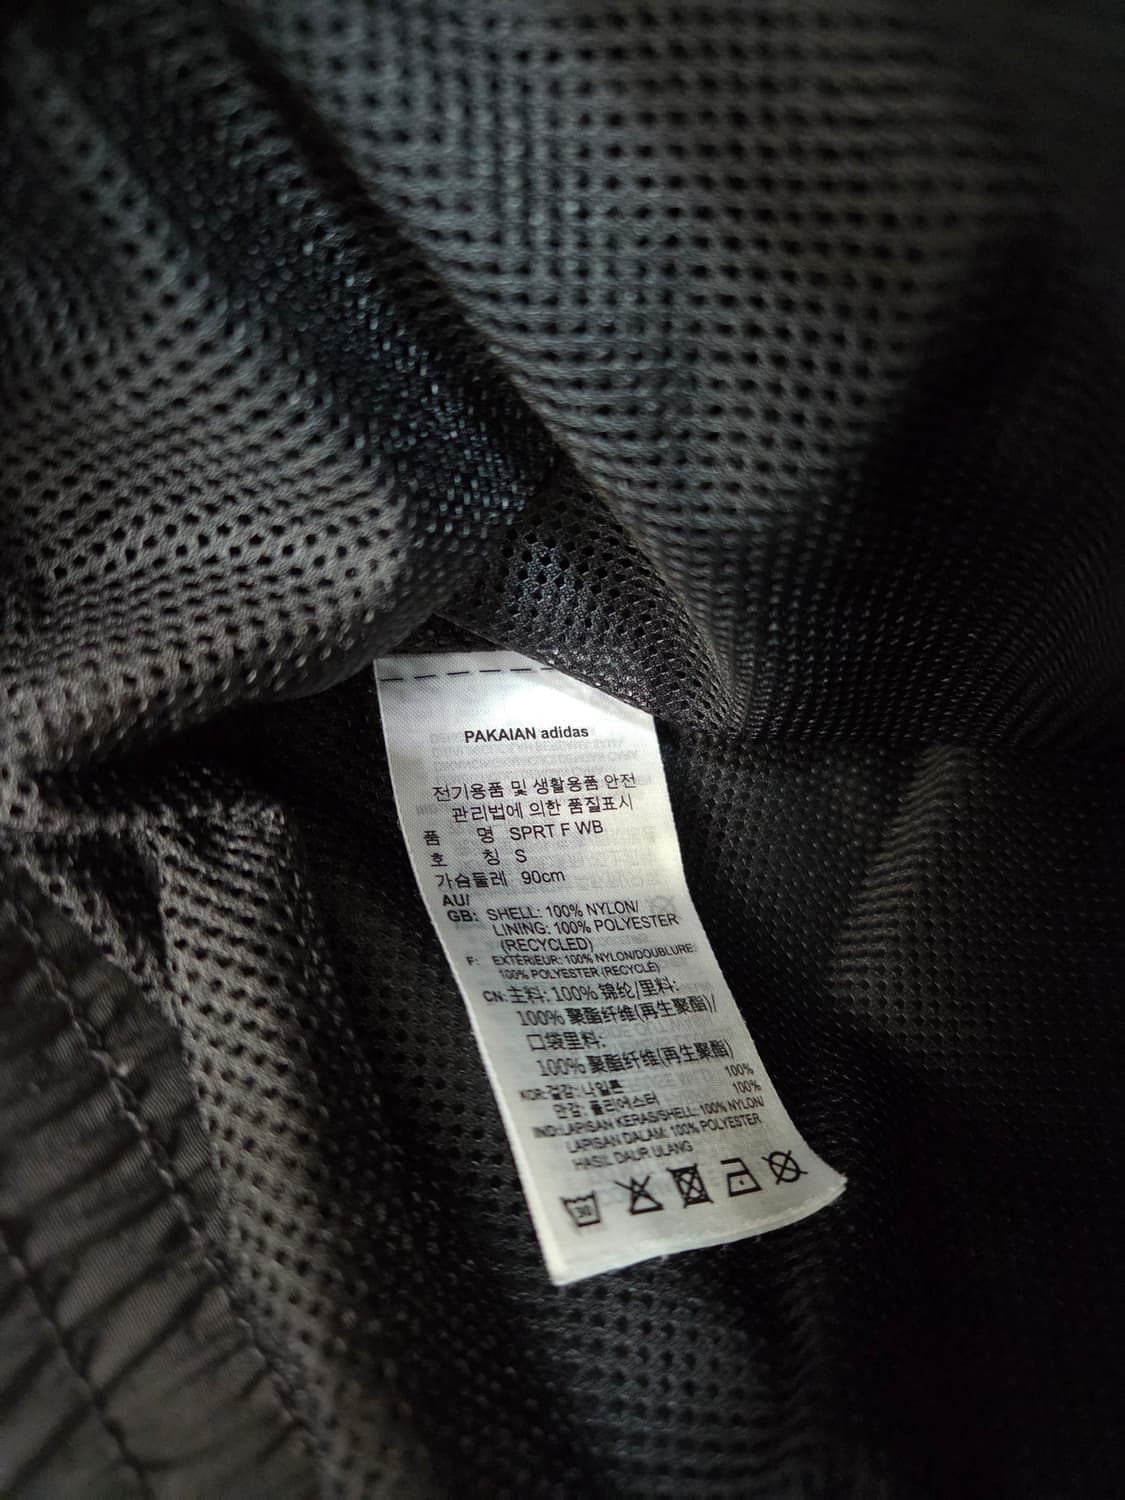 PAKAIAN adidas
전기용품 및 생활용품 안전
관리법에 의한 품질표시
품 명 SPRT F WB
호 칭 S
가슴둘레 90cm
AU/
GB: SHELL: 100% NYLON/
LINING: 100% POLYESTER
(RECYCLED)
F: EXTÉRIEUR: 100% NYLON/DOUBLURE:
100% POLYESTER (RECYCLÉ)
CN: 主料: 100% 锦纶/里料:
100% 聚酯纤维(再生聚酯)/
口袋里料:
100% 聚酯纤维(再生聚酯)
KOR: 겉감: 나일론 100%
안감: 폴리에스터 100%
IND: LAPISAN KERAS/SHELL: 100% NYLON/
LAPISAN DALAM: 100% POLYESTER
HASIL DAUR ULANG
30